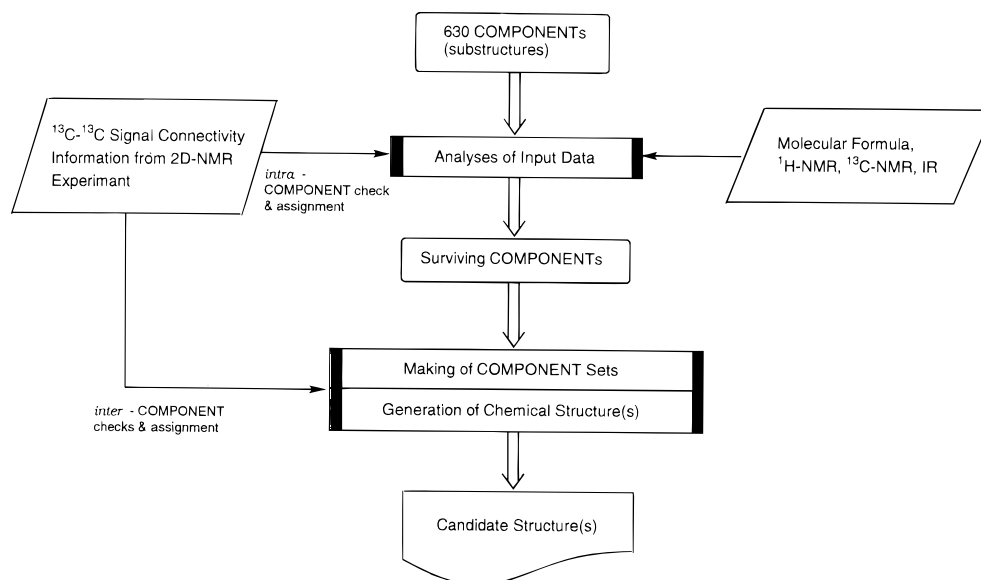 630 COMPONENTs
(substructures)
¹³C-¹³C Signal Connectivity
Information from 2D-NMR
Experimant
Analyses of Input Data
Molecular Formula,
¹H-NMR, ¹³C-NMR, IR
intra -
COMPONENT check
& assignment
Surviving COMPONENTs
Making of COMPONENT Sets
Generation of Chemical Structure(s)
inter - COMPONENT
checks & assignment
Candidate Structure(s)